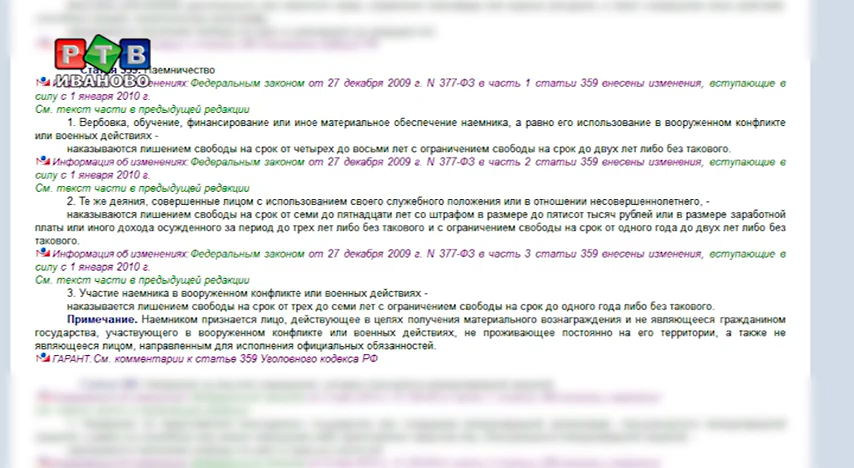 РТВ
ИВАНОВО
Статья 359. Наемничество
изменениях: Федеральным законом от 27 декабря 2009 г. N 377-ФЗ в часть 1 статьи 359 внесены изменения, вступающие в
силу с 1 января 2010 г.
См. текст части в предыдущей редакции
1. Вербовка, обучение, финансирование или иное материальное обеспечение наемника, а равно его использование в вооруженном конфликте
или военных действиях -
наказываются лишением свободы на срок от четырех до восьми лет с ограничением свободы на срок до двух лет либо без такового.
Информация об изменениях: Федеральным законом от 27 декабря 2009 г. N 377-ФЗ в часть 2 статьи 359 внесены изменения, вступающие в
силу с 1 января 2010 г.
См. текст части в предыдущей редакции
2. Те же деяния, совершенные лицом с использованием своего служебного положения или в отношении несовершеннолетнего, -
наказываются лишением свободы на срок от семи до пятнадцати лет со штрафом в размере до пятисот тысяч рублей или в размере заработной
платы или иного дохода осужденного за период до трех лет либо без такового и с ограничением свободы на срок от одного года до двух лет либо без
такового.
Информация об изменениях: Федеральным законом от 27 декабря 2009 г. N 377-ФЗ в часть 3 статьи 359 внесены изменения, вступающие в
силу с 1 января 2010 г.
См. текст части в предыдущей редакции
3. Участие наемника в вооруженном конфликте или военных действиях -
наказывается лишением свободы на срок от трех до семи лет с ограничением свободы на срок до одного года либо без такового.
Примечание. Наемником признается лицо, действующее в целях получения материального вознаграждения и не являющееся гражданином
государства, участвующего в вооруженном конфликте или военных действиях, не проживающее постоянно на его территории, а также не
являющееся лицом, направленным для исполнения официальных обязанностей.
ГАРАНТ: См. комментарии к статье 359 Уголовного кодекса РФ